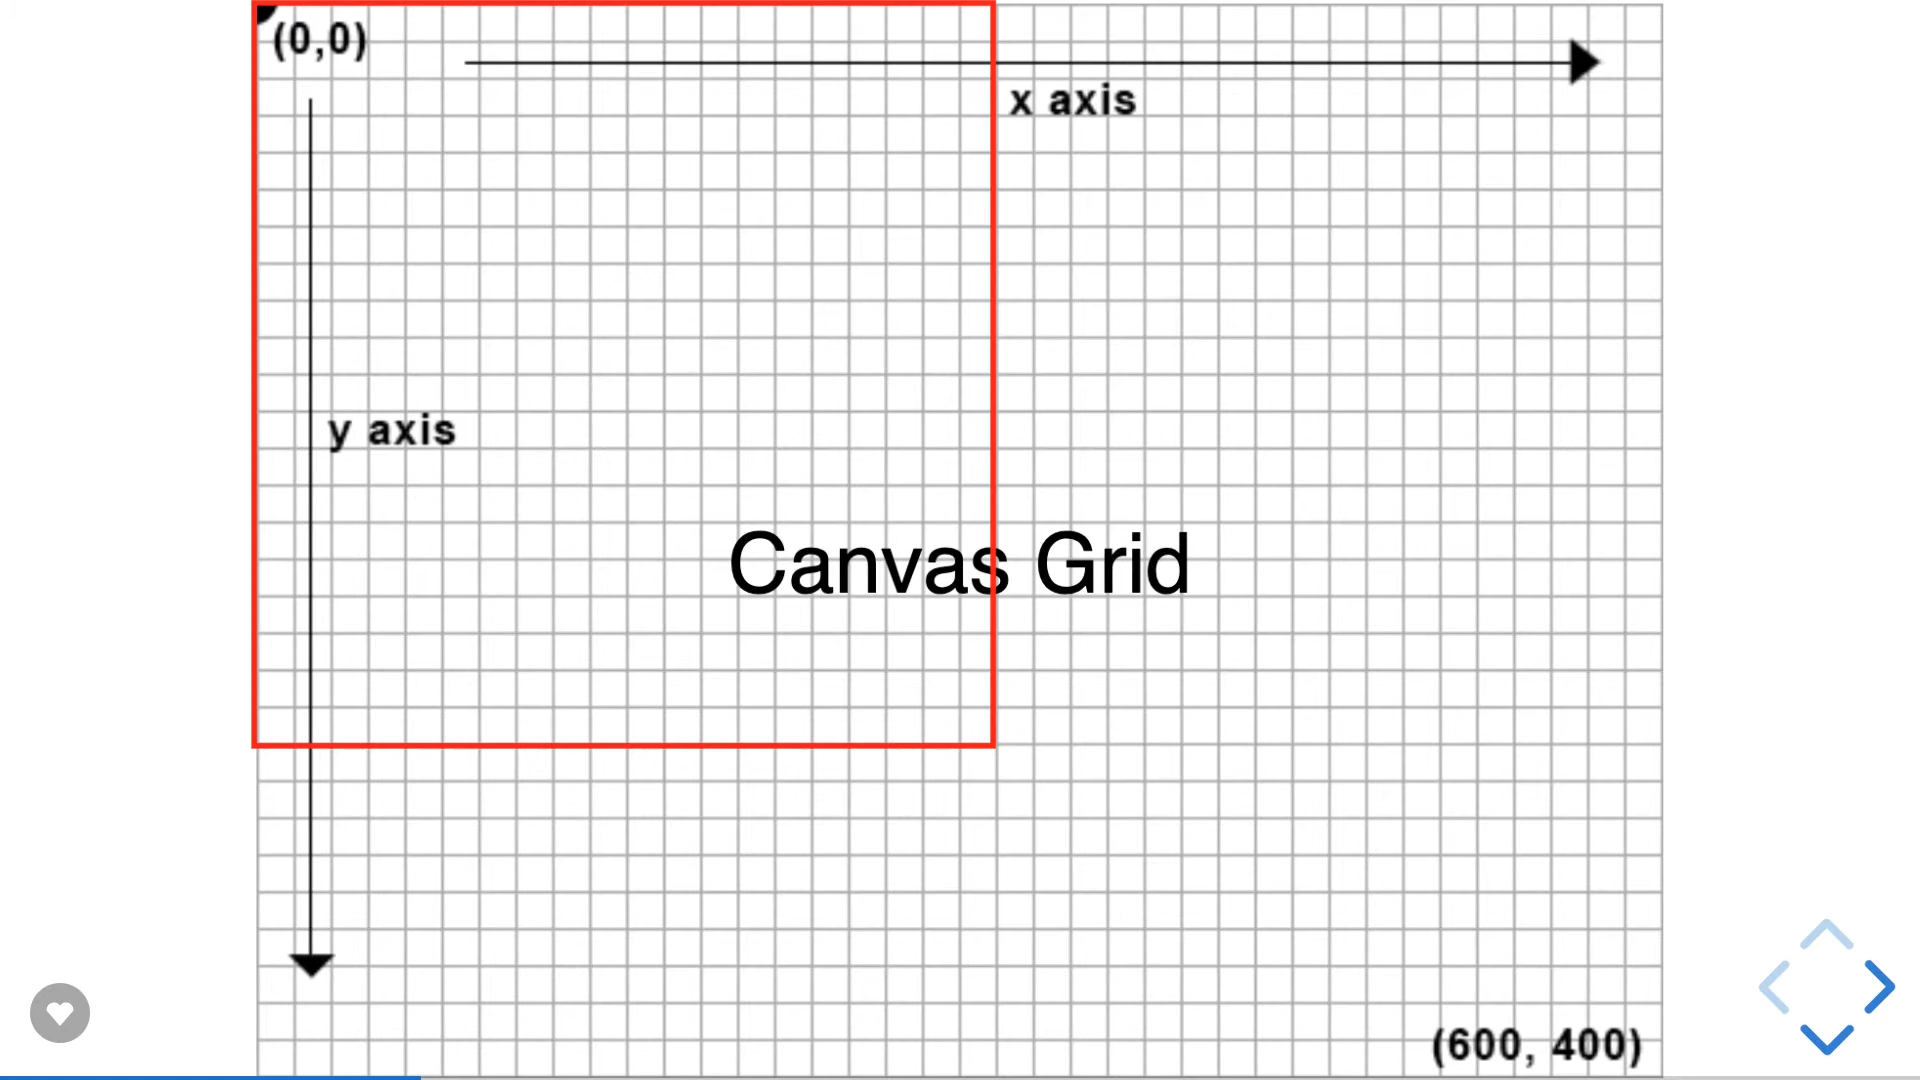 (0,0)
x axis
y axis
Canvas Grid
(600, 400)